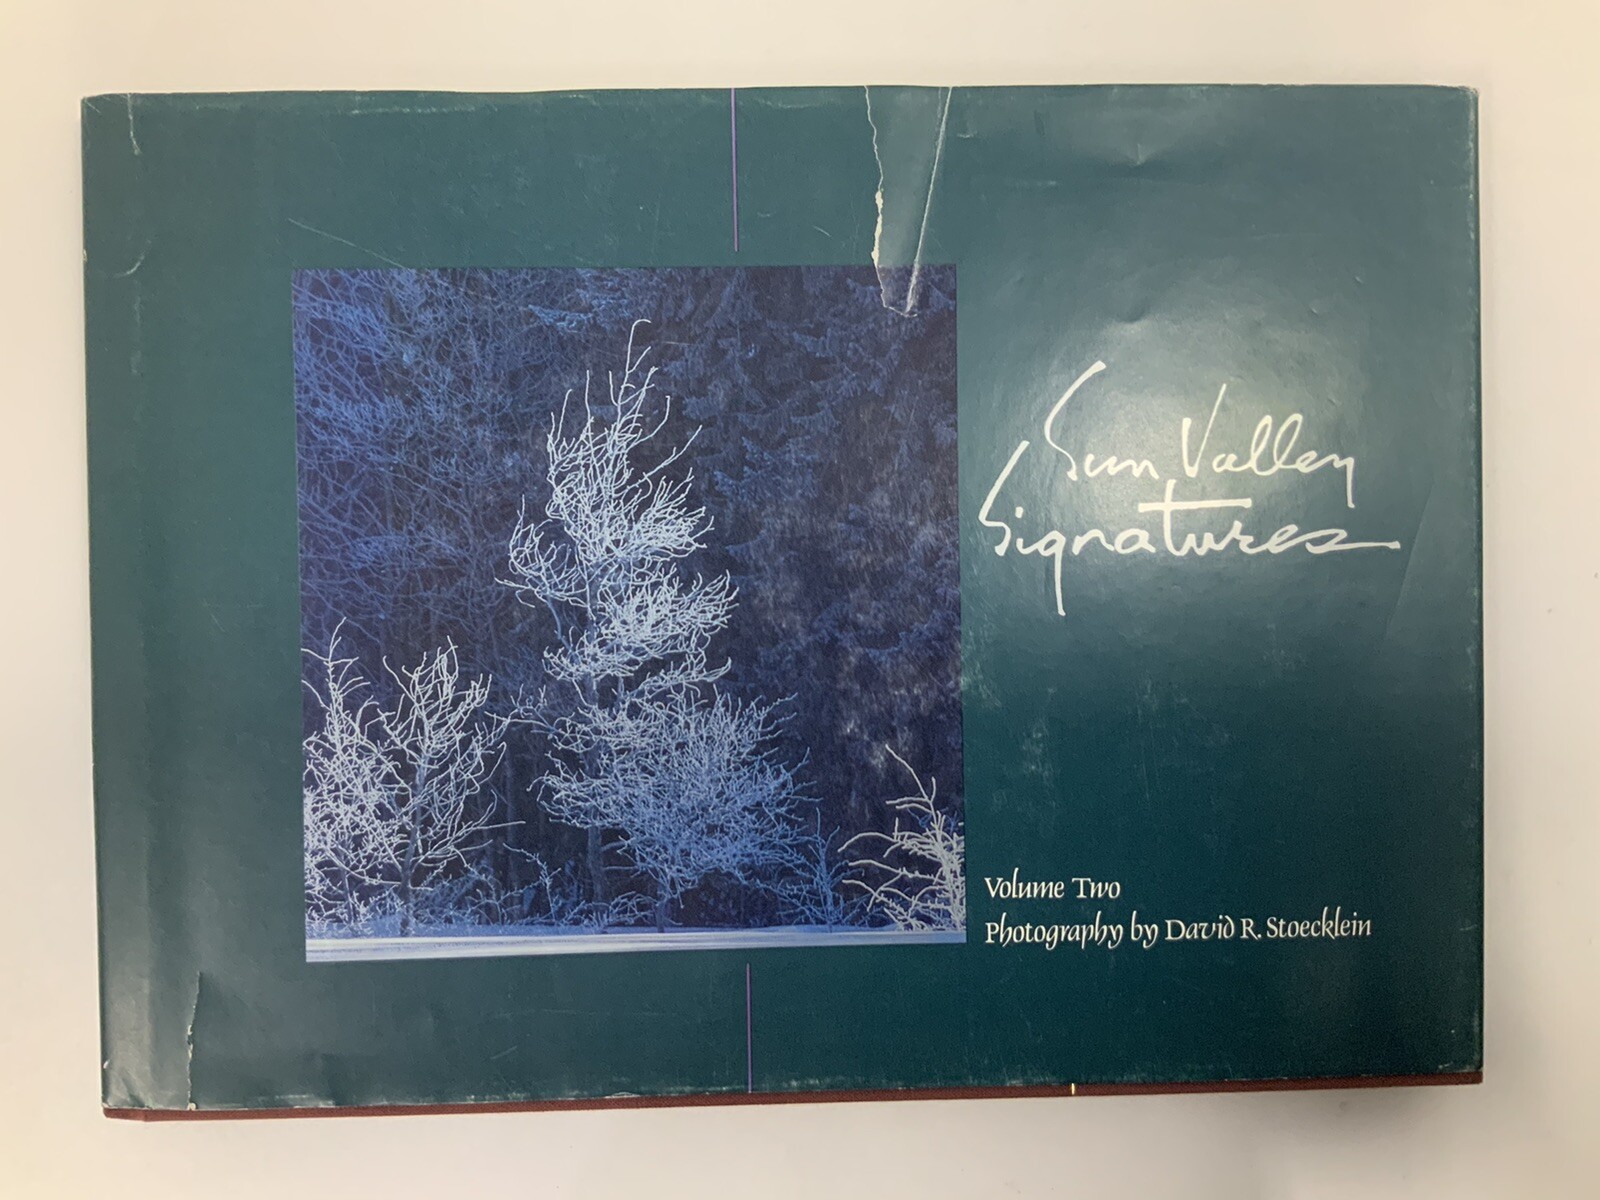 Sun Valley
Signatures
Volume Two
Photography by David R. Stoecklein